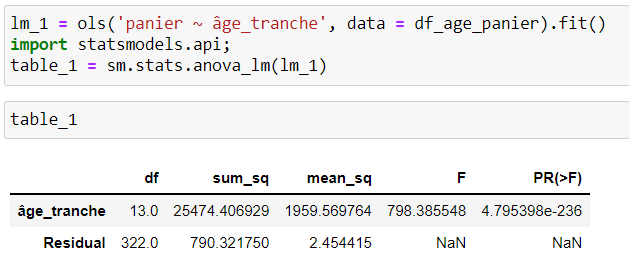 lm_1 = ols('panier ~ âge_tranche', data = df_age_panier).fit()
import statsmodels.api;
table_1 = sm.stats.anova_lm(lm_1)
table_1
df sum_sq mean_sq F PR(>F)
âge_tranche 13.0 25474.406929 1959.569764 798.385548 4.795398e-236
Residual 322.0 790.321750 2.454415 NaN NaN